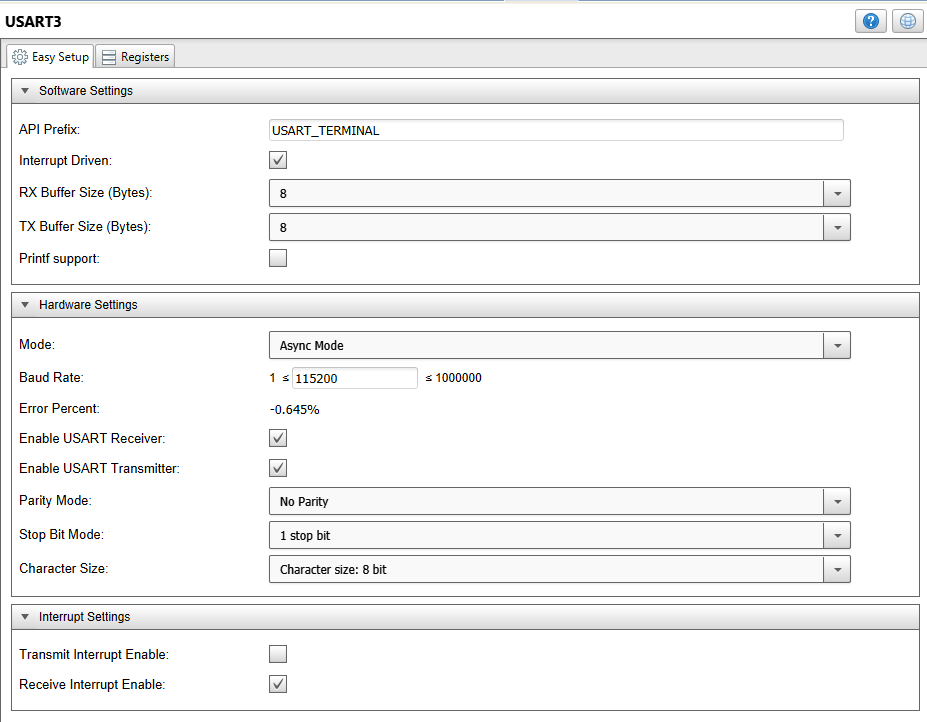 USART3
Easy Setup Registers
Software Settings
API Prefix: USART_TERMINAL
Interrupt Driven:
RX Buffer Size (Bytes): 8
TX Buffer Size (Bytes): 8
Printf support:
Hardware Settings
Mode: Async Mode
Baud Rate: 1 ≤ 115200 ≤ 1000000
Error Percent: -0.645%
Enable USART Receiver:
Enable USART Transmitter:
Parity Mode: No Parity
Stop Bit Mode: 1 stop bit
Character Size: Character size: 8 bit
Interrupt Settings
Transmit Interrupt Enable:
Receive Interrupt Enable: